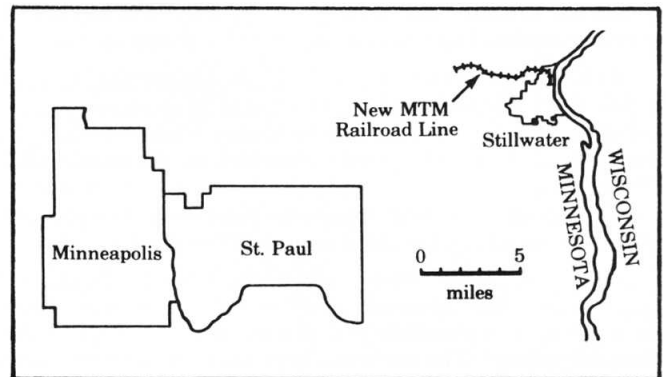 New MTM
Railroad Line
Stillwater
WISCONSIN
MINNESOTA
Minneapolis
St. Paul
0 5
miles